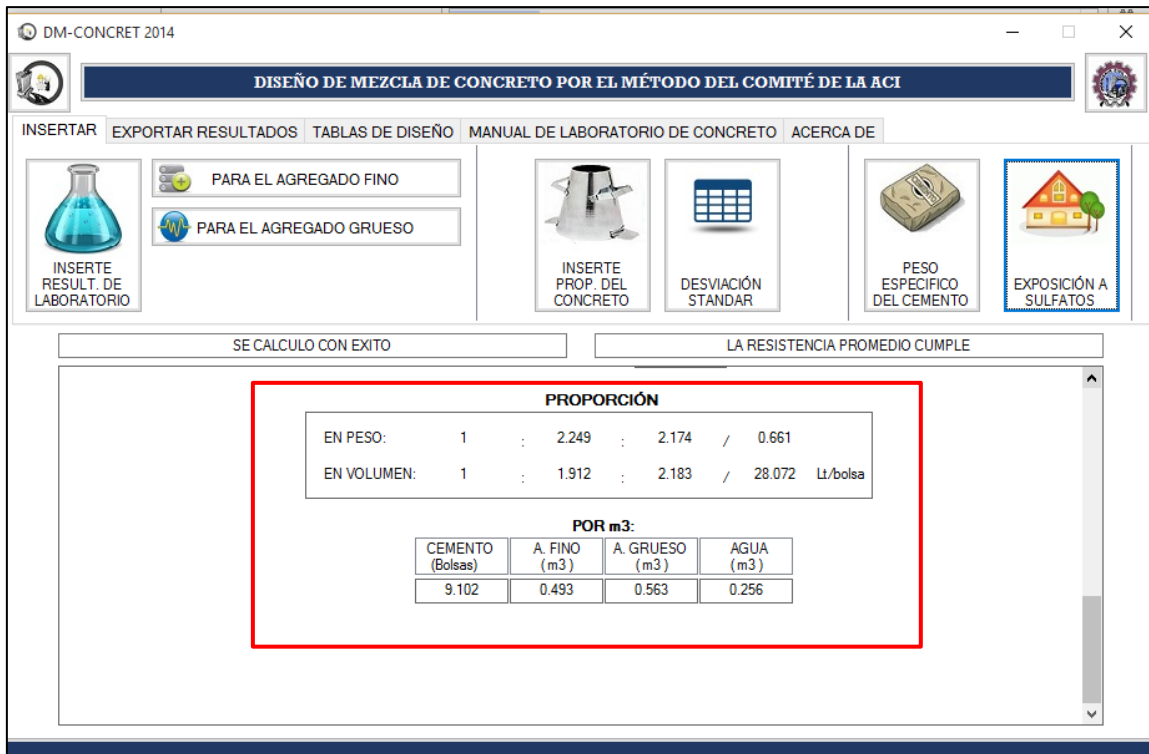 DM-CONCRET 2014
DISEÑO DE MEZCLA DE CONCRETO POR EL MÉTODO DEL COMITÉ DE LA ACI
INSERTAR EXPORTAR RESULTADOS TABLAS DE DISEÑO MANUAL DE LABORATORIO DE CONCRETO ACERCA DE
PARA EL AGREGADO FINO
PARA EL AGREGADO GRUESO
INSERTE
RESULT. DE
LABORATORIO
INSERTE
PROP. DEL
CONCRETO
DESVIACIÓN
STANDAR
PESO
ESPECIFICO
DEL CEMENTO
EXPOSICIÓN A
SULFATOS
SE CALCULO CON EXITO
LA RESISTENCIA PROMEDIO CUMPLE
PROPORCIÓN
EN PESO: 1 : 2.249 : 2.174 / 0.661
EN VOLUMEN: 1 : 1.912 : 2.183 / 28.072 Lt/bolsa
POR m3:
CEMENTO (Bolsas) A. FINO (m3) A. GRUESO (m3) AGUA (m3)
9.102 0.493 0.563 0.256